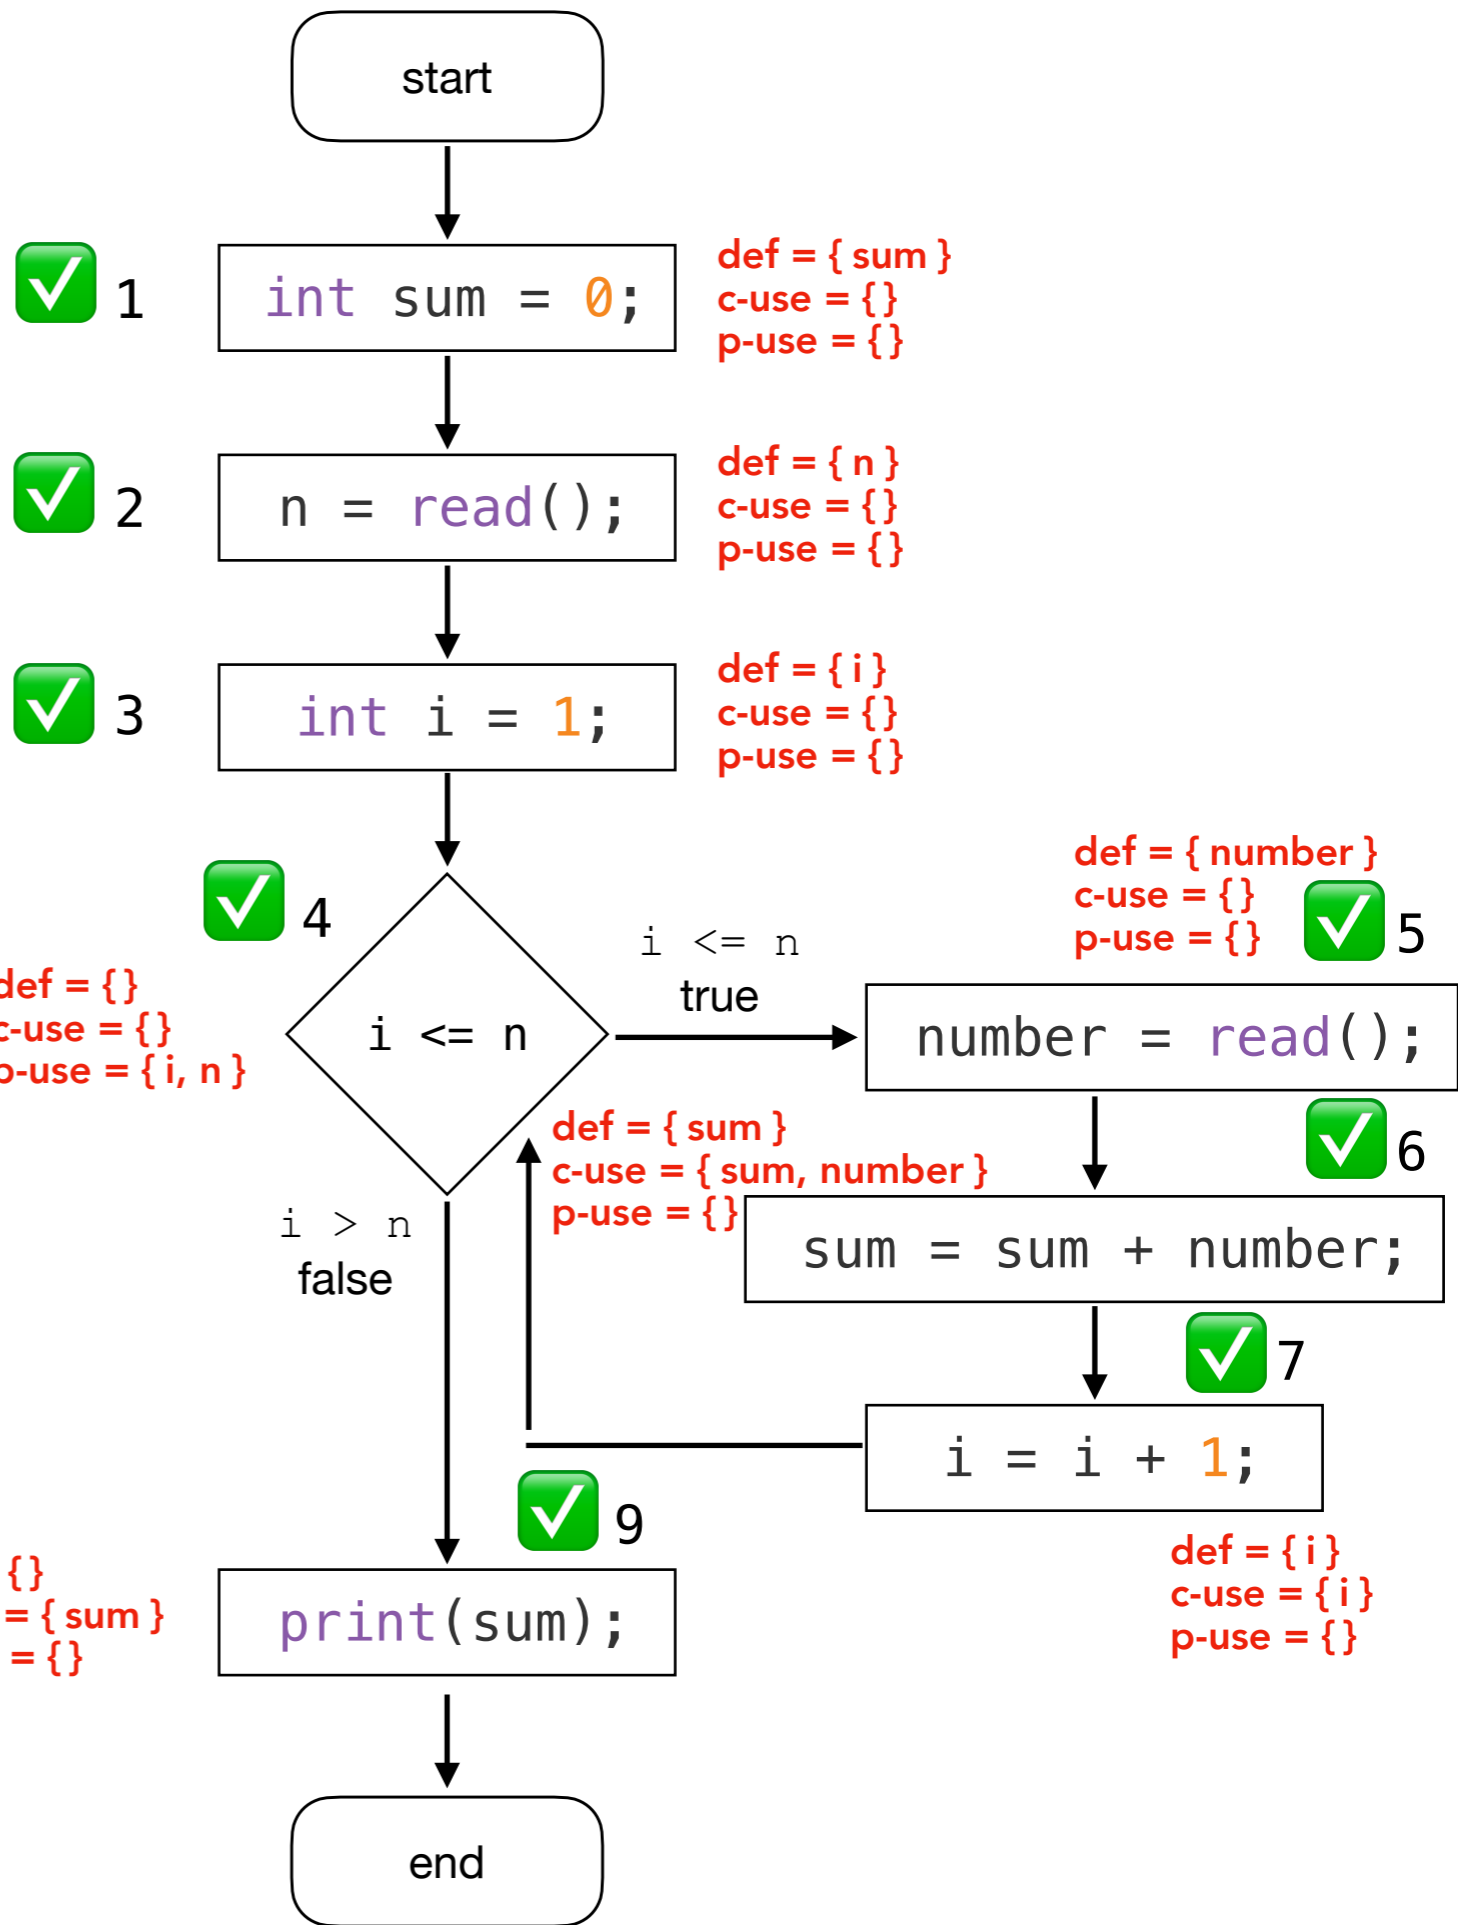 start
1
int sum = 0;
def = { sum }
c-use = {}
p-use = {}
2
n = read();
def = { n }
c-use = {}
p-use = {}
3
int i = 1;
def = { i }
c-use = {}
p-use = {}
4
i <= n
def = {}
c-use = {}
p-use = { i, n }
i <= n
true
def = { number }
c-use = {}
p-use = {}
5
number = read();
6
def = { sum }
c-use = { sum, number }
p-use = {}
sum = sum + number;
i > n
false
7
i = i + 1;
def = { i }
c-use = { i }
p-use = {}
9
{}
= { sum }
= {}
print(sum);
end